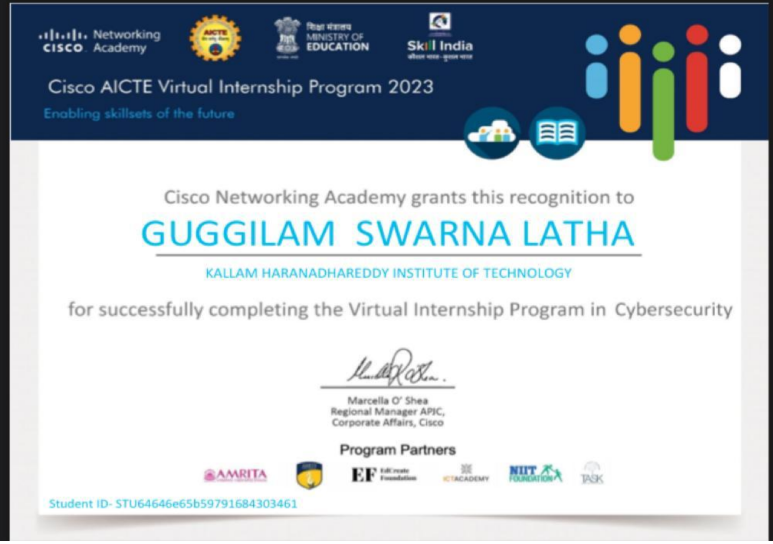 Networking
CISCO Academy
AICTE
शिक्षा मंत्रालय
MINISTRY OF
EDUCATION
Skill India
कौशल भारत-कुशल भारत
Cisco AICTE Virtual Internship Program 2023
Enabling skillsets of the future
Cisco Networking Academy grants this recognition to
GUGGILAM SWARNA LATHA
KALLAM HARANADHAREDDY INSTITUTE OF TECHNOLOGY
for successfully completing the Virtual Internship Program in Cybersecurity
Marcella O' Shea
Regional Manager APJC,
Corporate Affairs, Cisco
Program Partners
AMRITA
EF EdCreate
Foundation
ICTACADEMY
NIIT
FOUNDATION
TASK
Student ID- STU64646e65b59791684303461